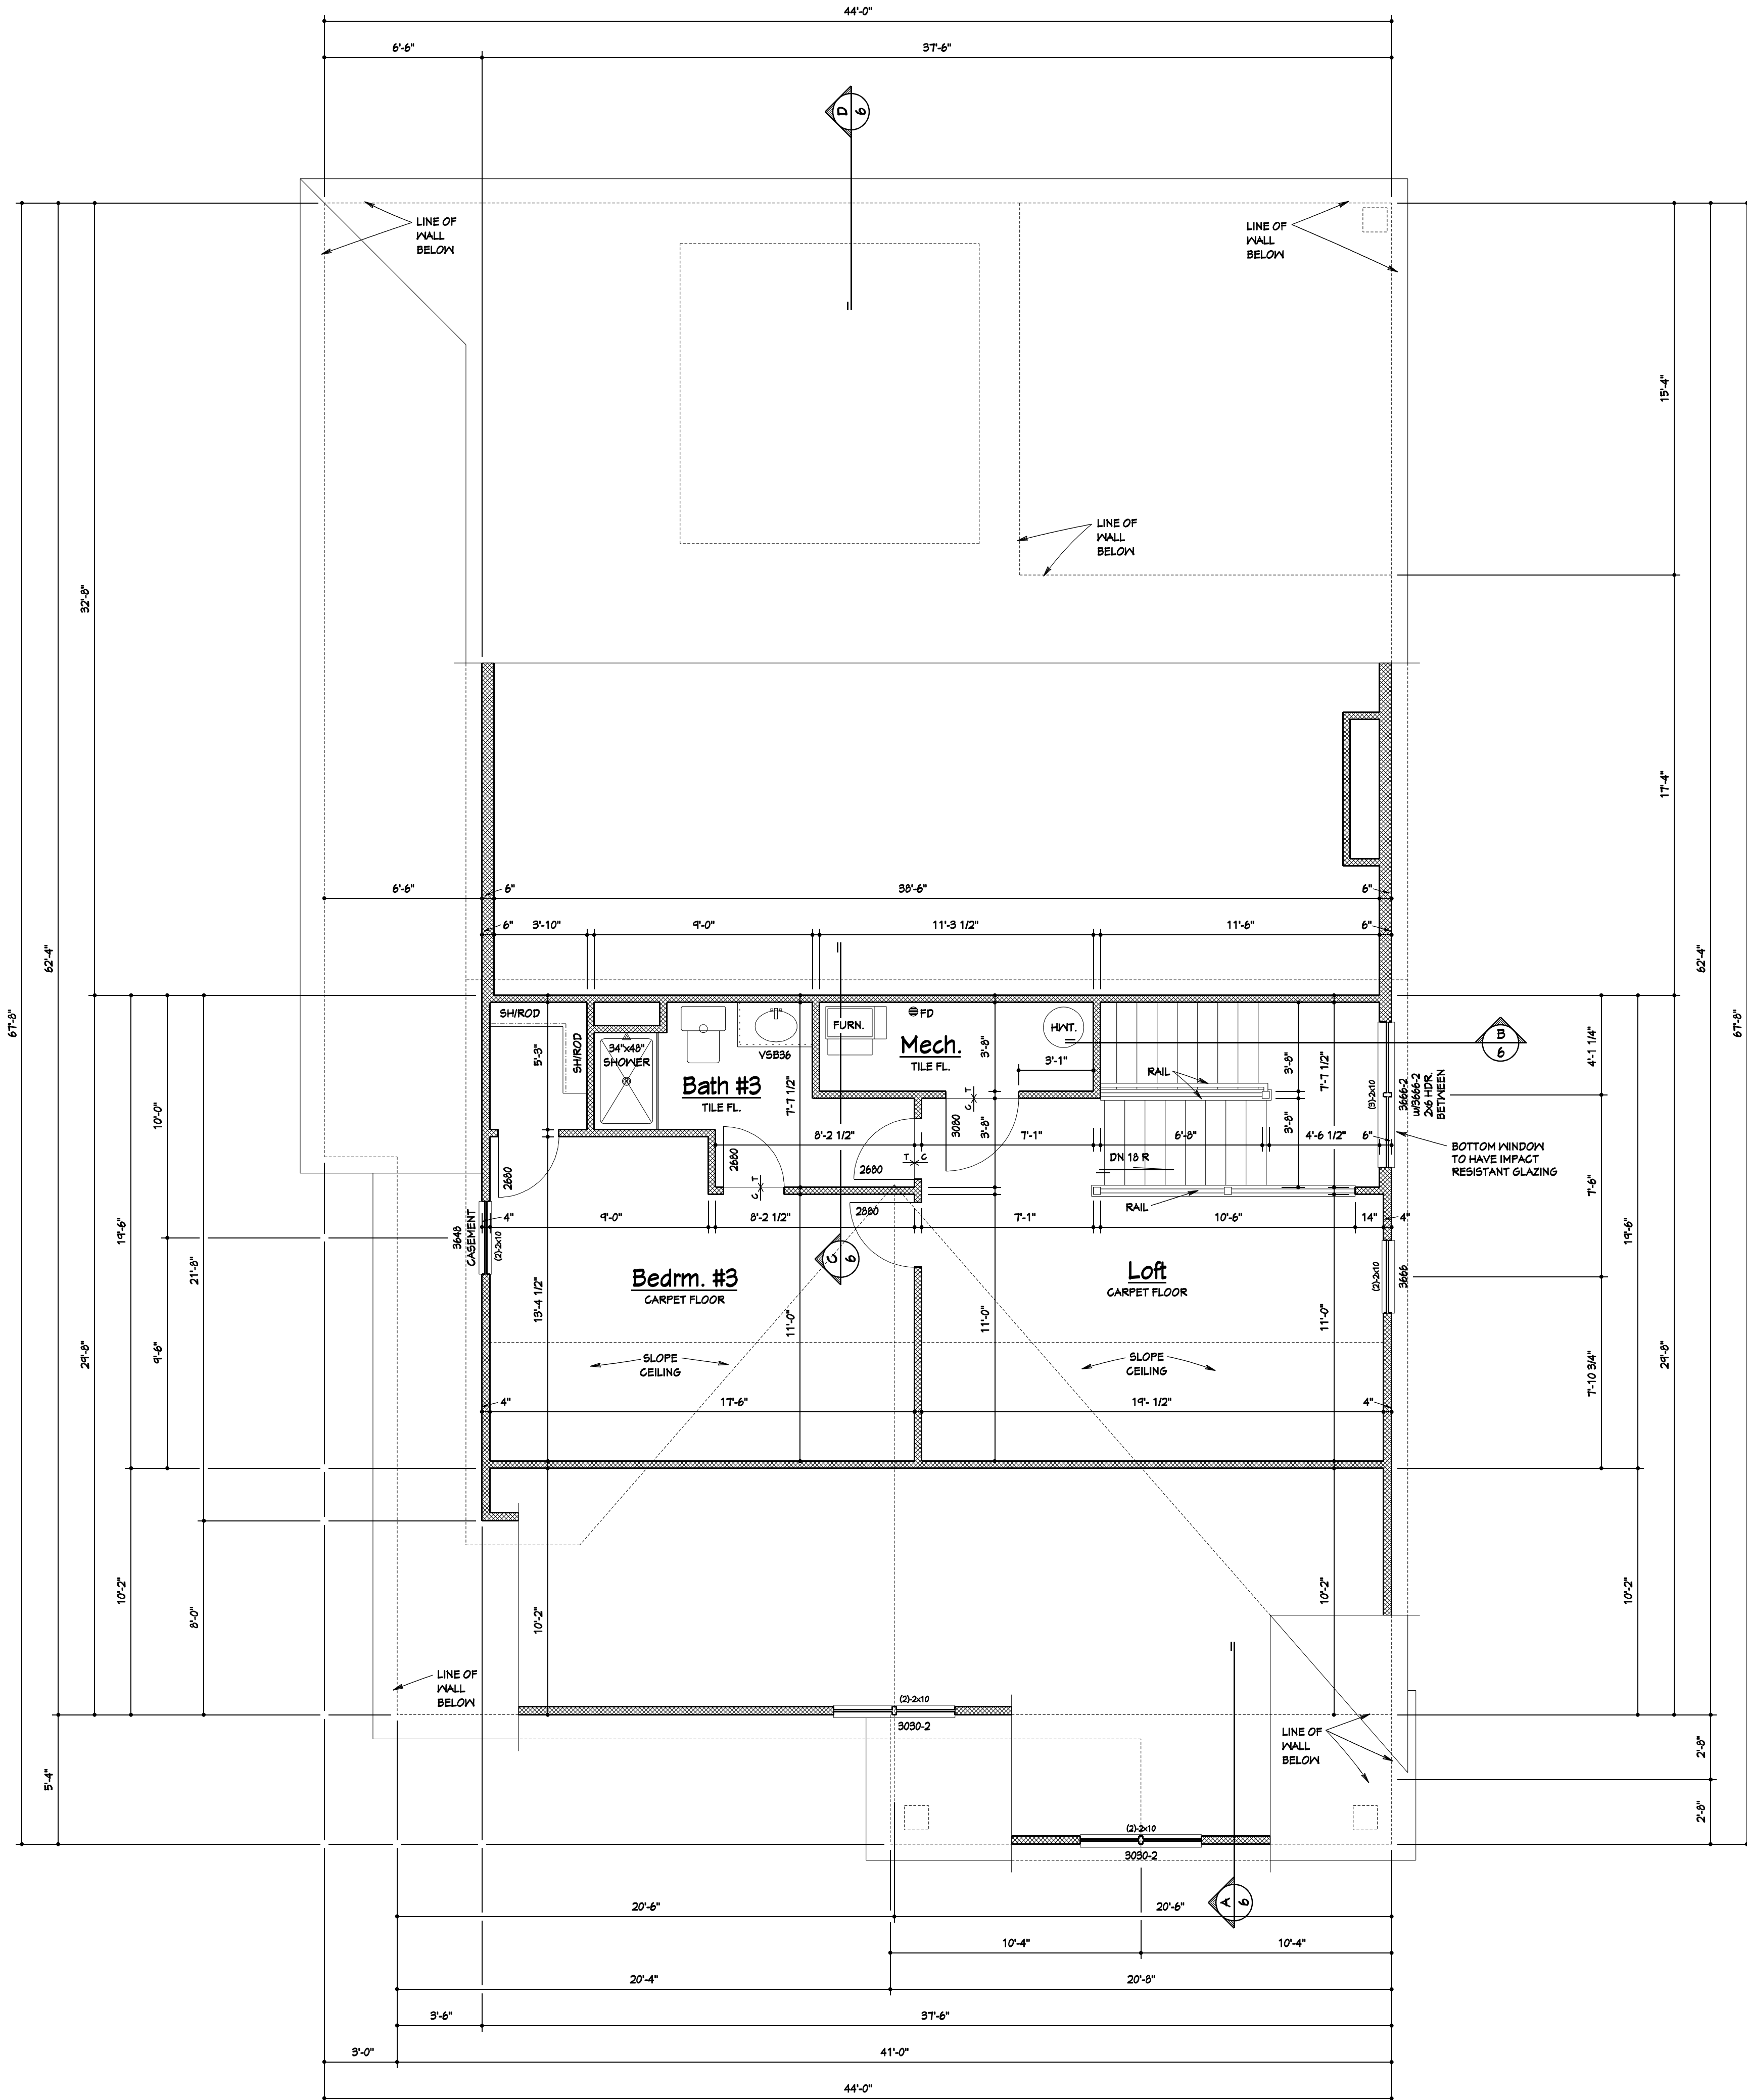 44'-0"
6'-6"
37'-6"
D
6
LINE OF
WALL
BELOW
LINE OF
WALL
BELOW
15'-4"
67'-8"
32'-8"
LINE OF
WALL
BELOW
17'-4"
62'-4"
62'-4"
67'-8"
6'-6"
6"
38'-6"
6"
6"
3'-10"
9'-0"
11'-3 1/2"
11'-6"
6"
SH/ROD
SH/ROD
5'-3"
34"x48"
SHOWER
VSB36
Bath #3
TILE FL.
7'-7 1/2"
FURN.
FD
Mech.
TILE FL.
HWT.
3'-8"
3'-1"
RAIL
3'-8"
7'-7 1/2"
(3)-2x10
3666-2
W/3666-2
2x6 HDR.
BETWEEN
B
6
4'-1 1/4"
10'-0"
C T
3080
3'-8"
3'-8"
8'-2 1/2"
7'-1"
6'-8"
4'-6 1/2"
6"
BOTTOM WINDOW
TO HAVE IMPACT
RESISTANT GLAZING
2680
2680
T C
2680
DN 18 R
C T
RAIL
7'-6"
19'-6"
19'-6"
4"
9'-0"
8'-2 1/2"
2880
7'-1"
10'-6"
14"
4"
3648
CASEMENT
(2)-2x10
21'-8"
C
6
Bedrm. #3
CARPET FLOOR
Loft
CARPET FLOOR
(2)-2x10
3666
13'-4 1/2"
11'-0"
11'-0"
11'-0"
29'-8"
9'-6"
SLOPE
CEILING
SLOPE
CEILING
7'-10 3/4"
29'-8"
4"
17'-6"
19'- 1/2"
4"
10'-2"
8'-0"
10'-2"
10'-2"
10'-2"
LINE OF
WALL
BELOW
(2)-2x10
3030-2
LINE OF
WALL
BELOW
5'-4"
2'-8"
2'-8"
(2)-2x10
3030-2
A
6
20'-6"
20'-6"
10'-4"
10'-4"
20'-4"
20'-8"
3'-6"
37'-6"
3'-0"
41'-0"
44'-0"